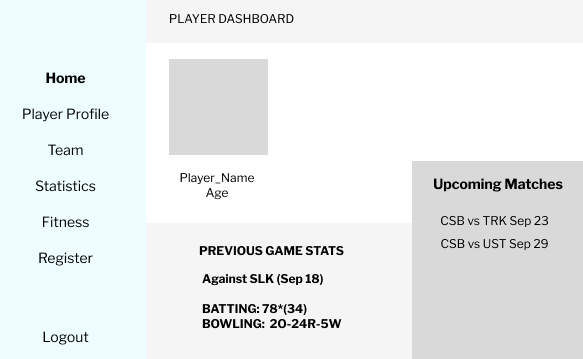 PLAYER DASHBOARD
Home
Player Profile
Team
Statistics
Fitness
Register
Logout
Player_Name
Age
PREVIOUS GAME STATS
Against SLK (Sep 18)
BATTING: 78*(34)
BOWLING: 2O-24R-5W
Upcoming Matches
CSB vs TRK Sep 23
CSB vs UST Sep 29